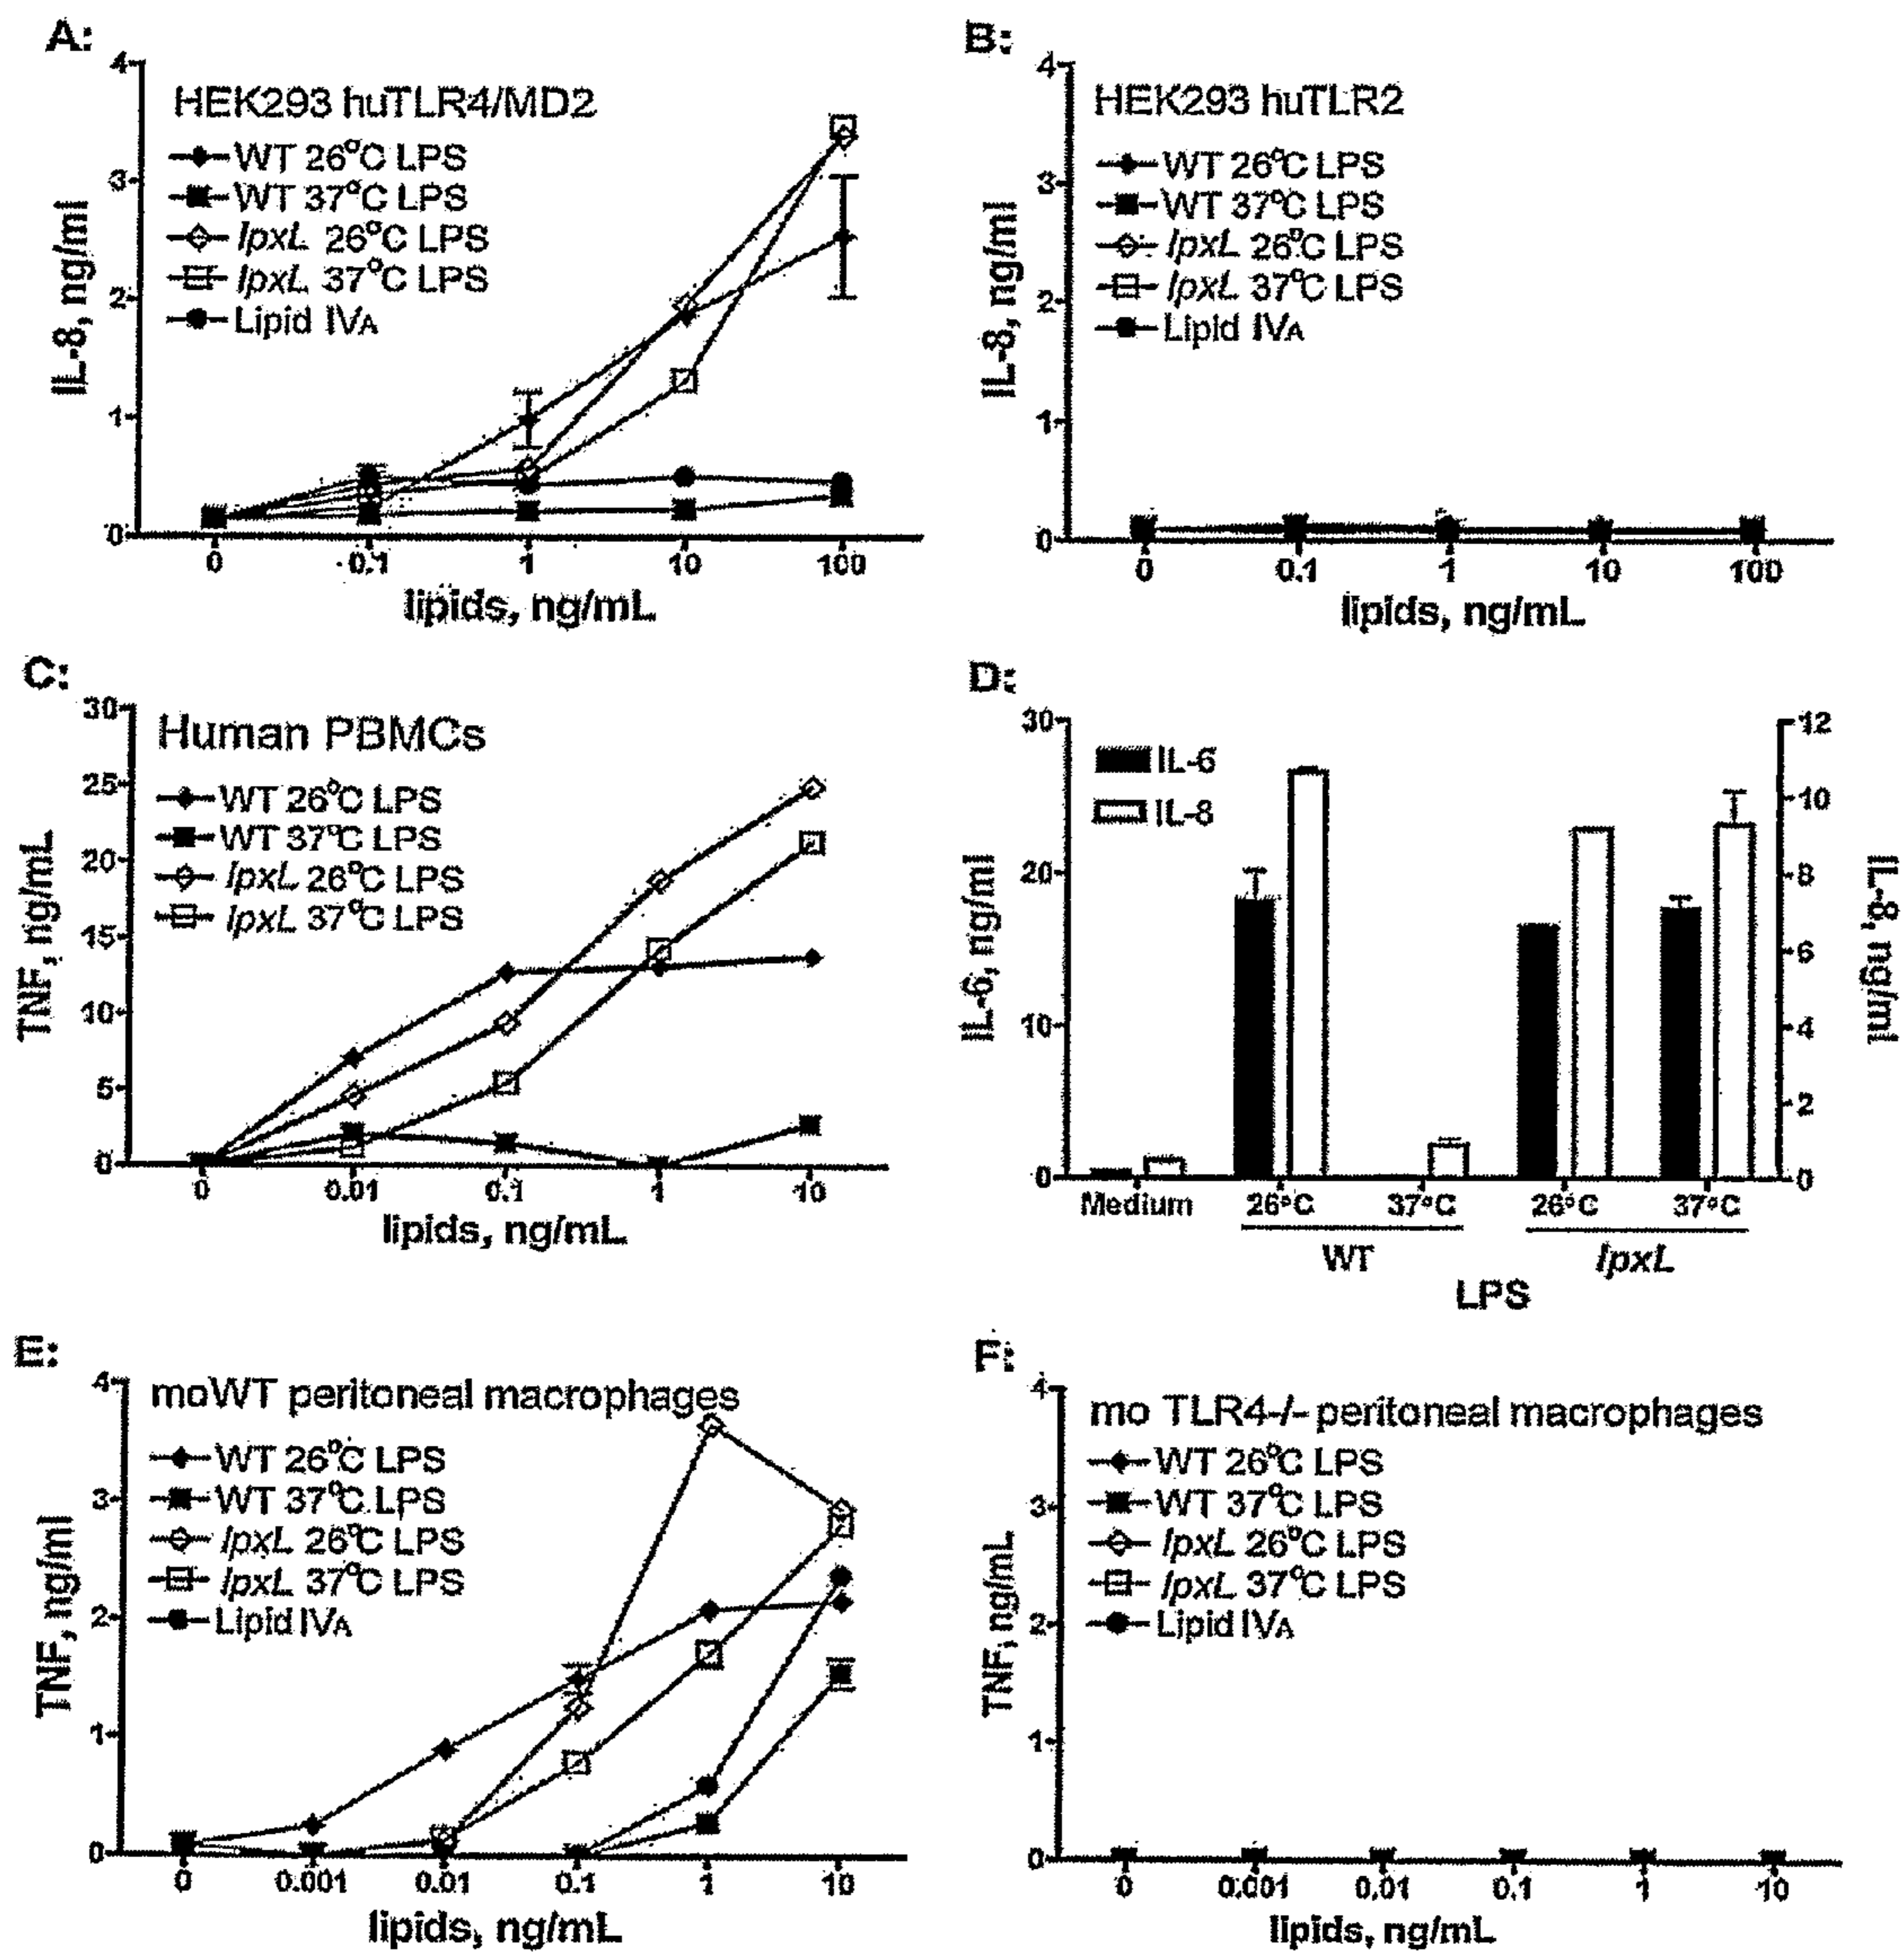 A:
4
HEK293 huTLR4/MD2
WT 26°C LPS
WT 37°C LPS
lpxL 26°C LPS
lpxL 37°C LPS
Lipid IVA
3
2
1
0
IL-8, ng/ml
0 0.1 1 10 100
lipids, ng/mL
B:
4
HEK293 huTLR2
WT 26°C LPS
WT 37°C LPS
lpxL 26°C LPS
lpxL 37°C LPS
Lipid IVA
3
2
1
0
IL-8, ng/ml
0 0.1 1 10 100
lipids, ng/mL
C:
30
Human PBMCs
WT 26°C LPS
WT 37°C LPS
lpxL 26°C LPS
lpxL 37°C LPS
25
20
15
10
5
0
TNF, ng/mL
0 0.01 0.1 1 10
lipids, ng/mL
D:
30
20
10
0
IL-6, ng/ml
IL-6
IL-8
12
10
8
6
4
2
0
IL-8, ng/ml
Medium 26°C 37°C 26°C 37°C
WT lpxL
LPS
E:
4
moWT peritoneal macrophages
WT 26°C LPS
WT 37°C LPS
lpxL 26°C LPS
lpxL 37°C LPS
Lipid IVA
3
2
1
0
TNF, ng/ml
0 0.001 0.01 0.1 1 10
lipids, ng/mL
F:
4
mo TLR4-/- peritoneal macrophages
WT 26°C LPS
WT 37°C LPS
lpxL 26°C LPS
lpxL 37°C LPS
Lipid IVA
3
2
1
0
TNF, ng/mL
0 0.001 0.01 0.1 1 10
lipids, ng/mL